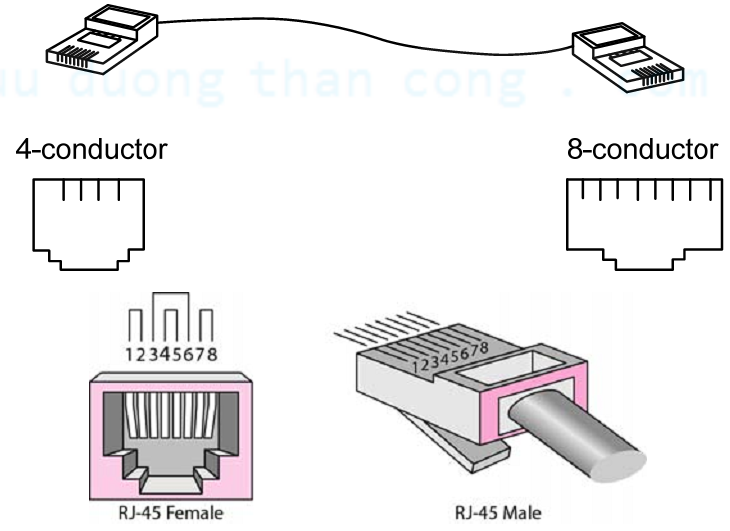 cuu duong than cong . com
4-conductor
8-conductor
12345678
12345678
RJ-45 Female
RJ-45 Male